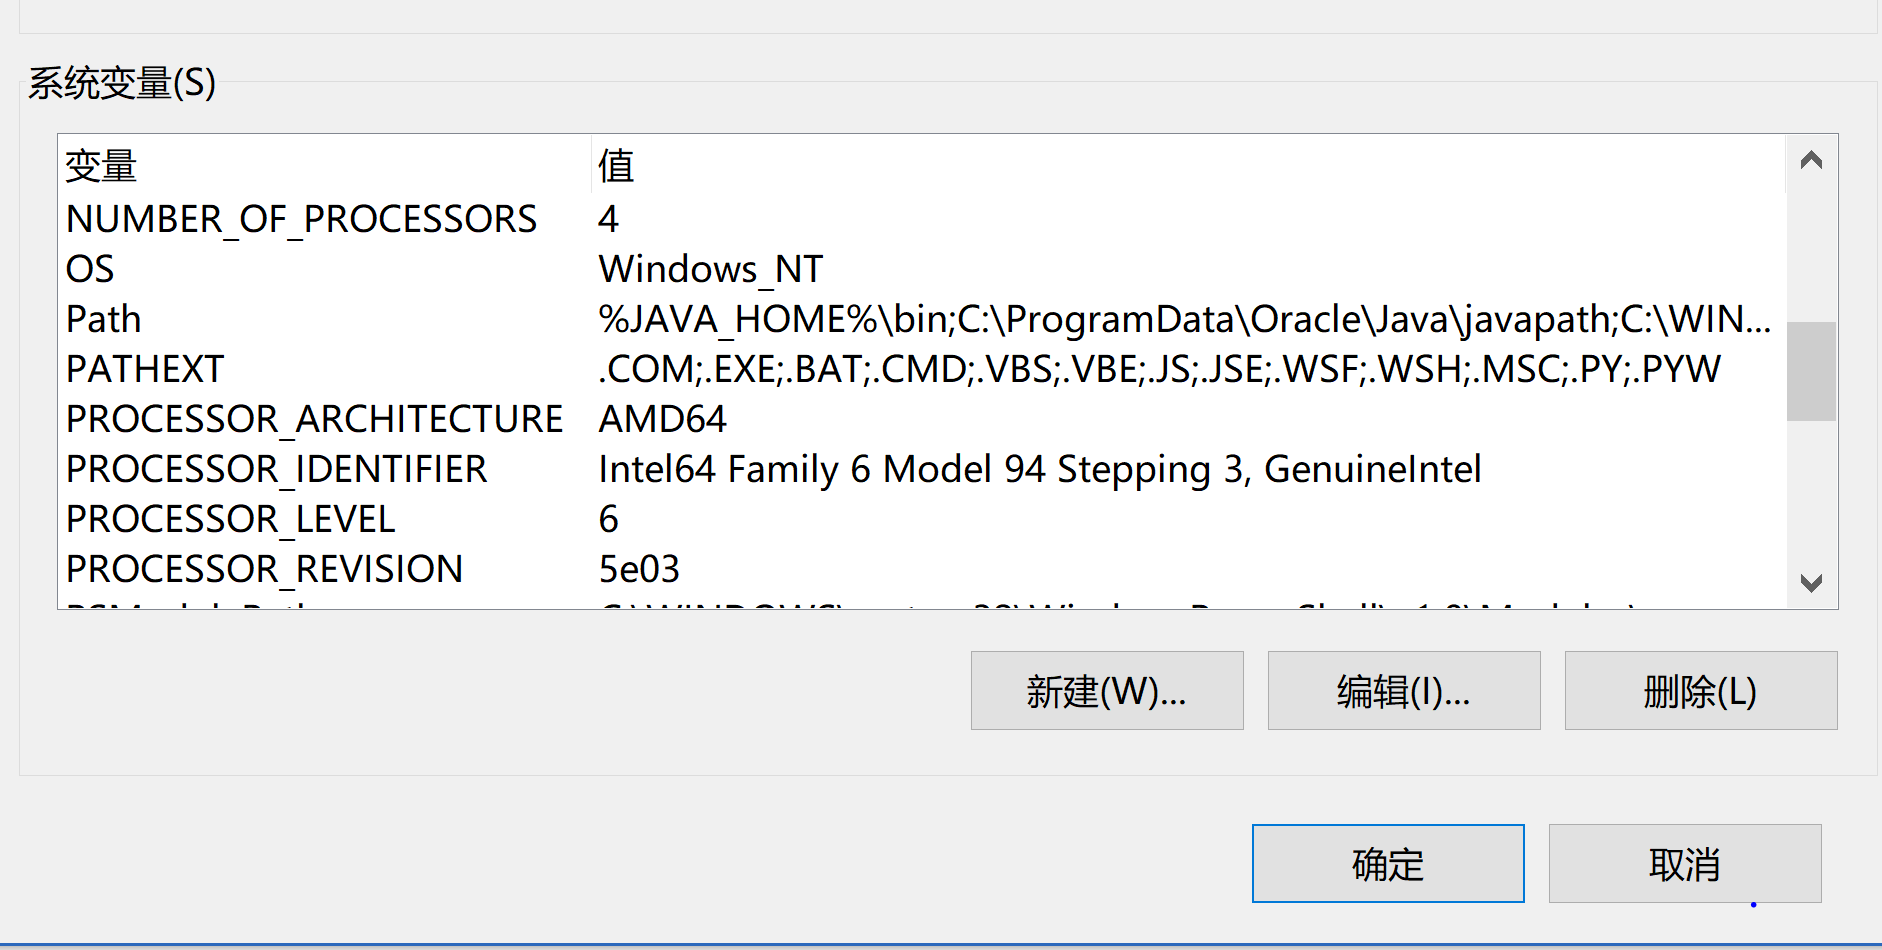 系统变量(S)
变量 值
NUMBER_OF_PROCESSORS 4
OS Windows_NT
Path %JAVA_HOME%\bin;C:\ProgramData\Oracle\Java\javapath;C:\WIN...
PATHEXT .COM;.EXE;.BAT;.CMD;.VBS;.VBE;.JS;.JSE;.WSF;.WSH;.MSC;.PY;.PYW
PROCESSOR_ARCHITECTURE AMD64
PROCESSOR_IDENTIFIER Intel64 Family 6 Model 94 Stepping 3, GenuineIntel
PROCESSOR_LEVEL 6
PROCESSOR_REVISION 5e03
新建(W)... 编辑(I)... 删除(L)
确定 取消